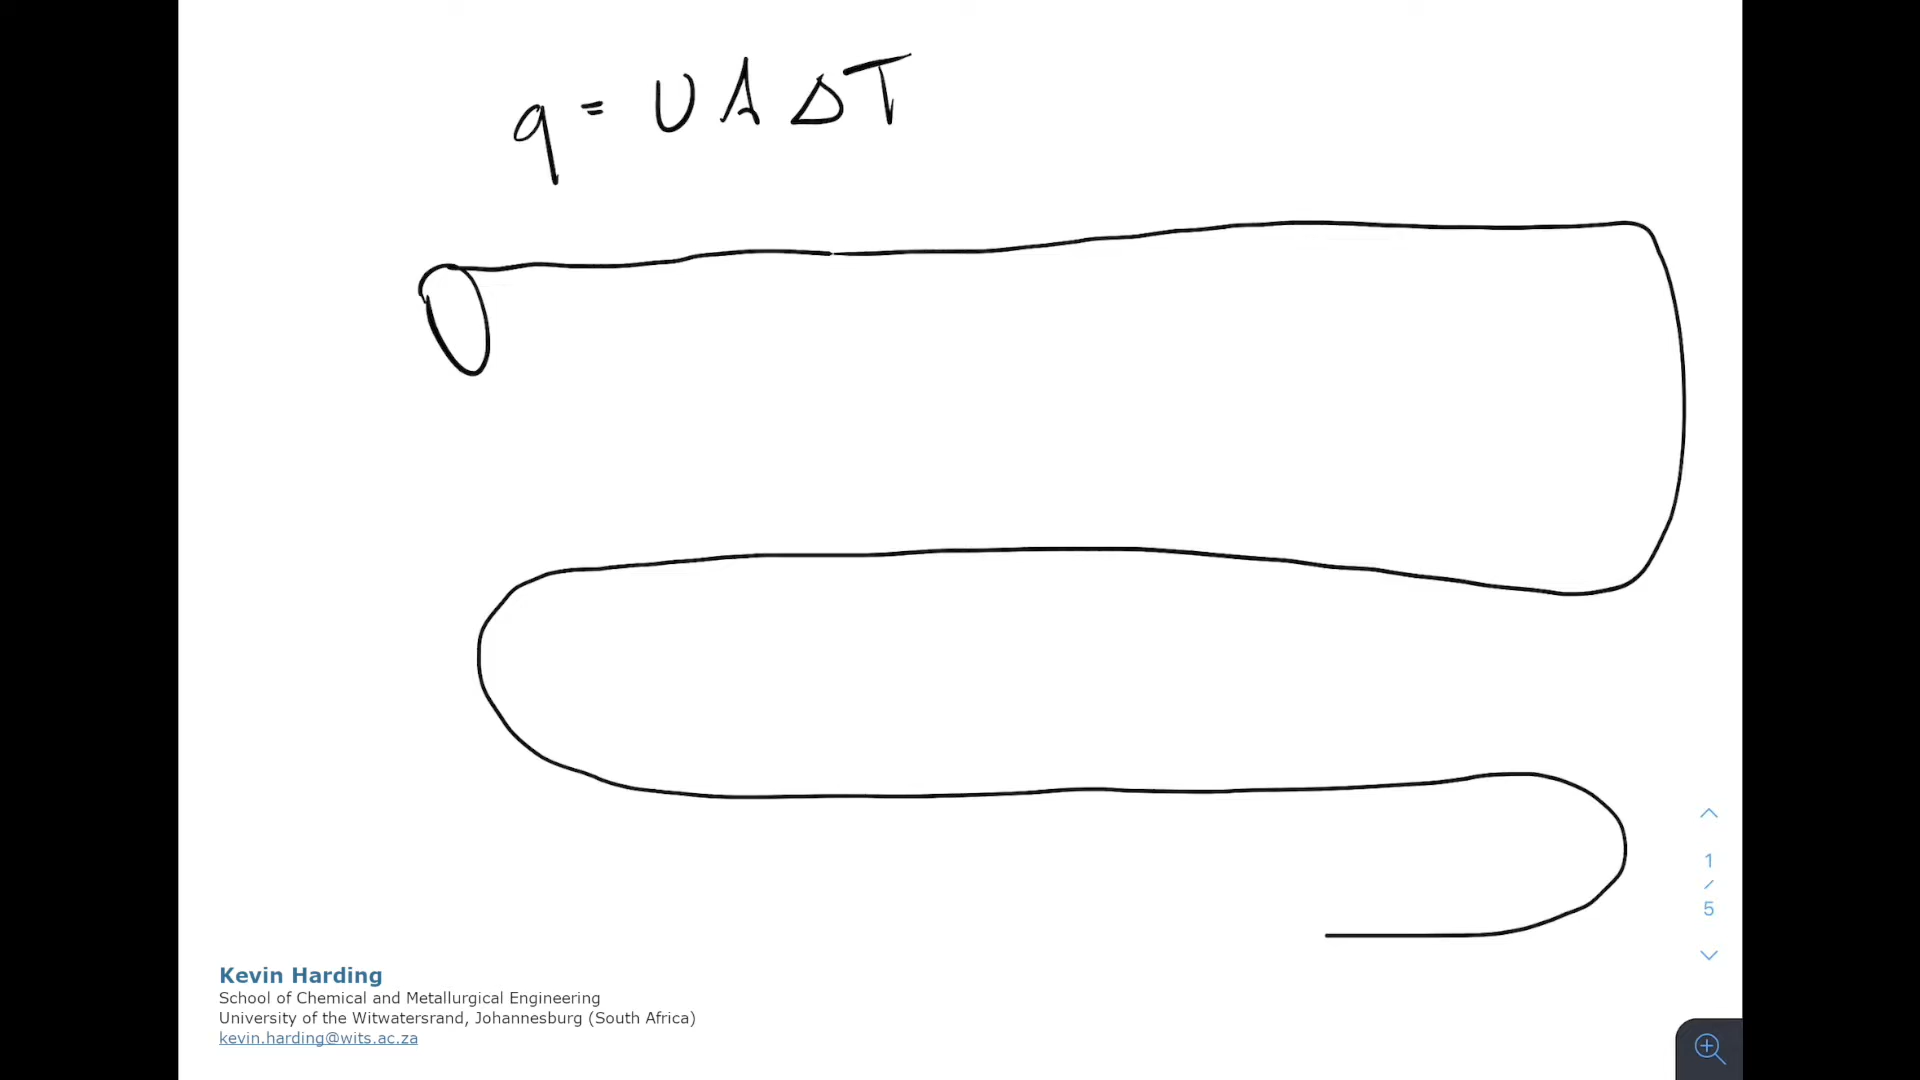 q = U A ΔT
1
/
5
Kevin Harding
School of Chemical and Metallurgical Engineering
University of the Witwatersrand, Johannesburg (South Africa)
kevin.harding@wits.ac.za